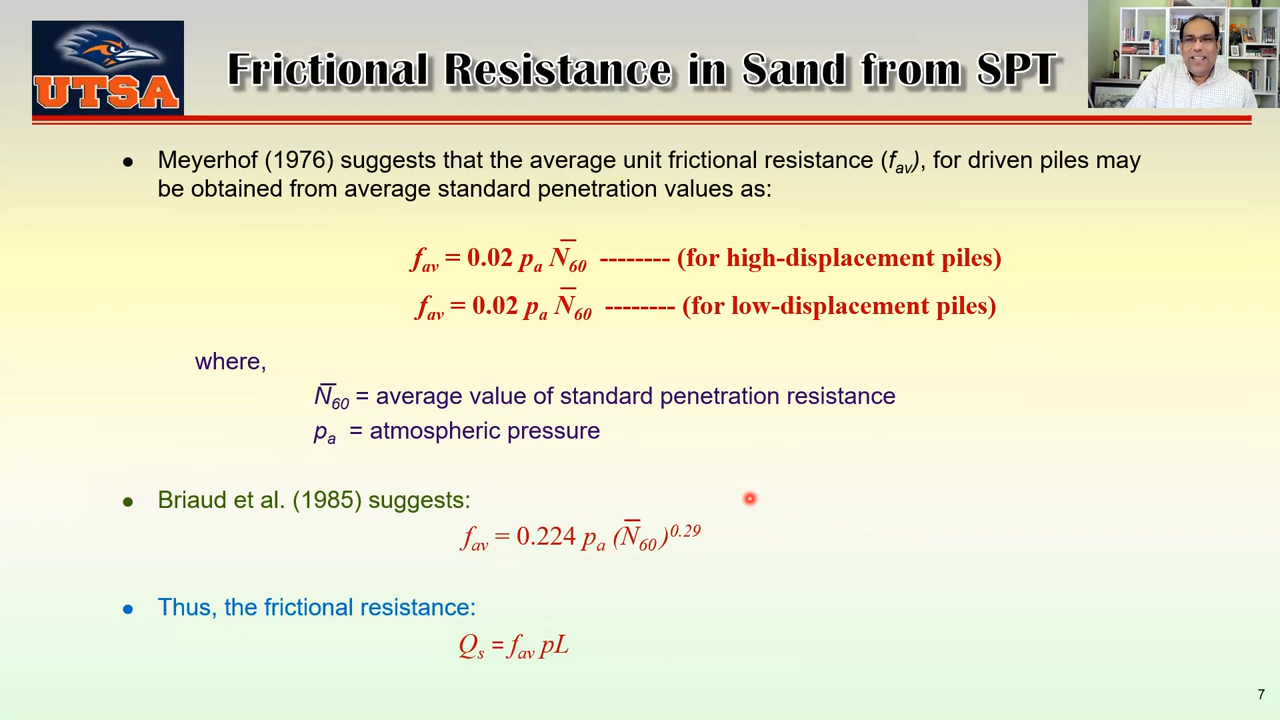 UTSA
Frictional Resistance in Sand from SPT
• Meyerhof (1976) suggests that the average unit frictional resistance (fav), for driven piles may
be obtained from average standard penetration values as:
fav = 0.02 pa N̅60 -------- (for high-displacement piles)
fav = 0.02 pa N̅60 -------- (for low-displacement piles)
where,
N̅60 = average value of standard penetration resistance
pa = atmospheric pressure
• Briaud et al. (1985) suggests:
fav = 0.224 pa (N̅60 )^0.29
• Thus, the frictional resistance:
Qs = fav pL
7